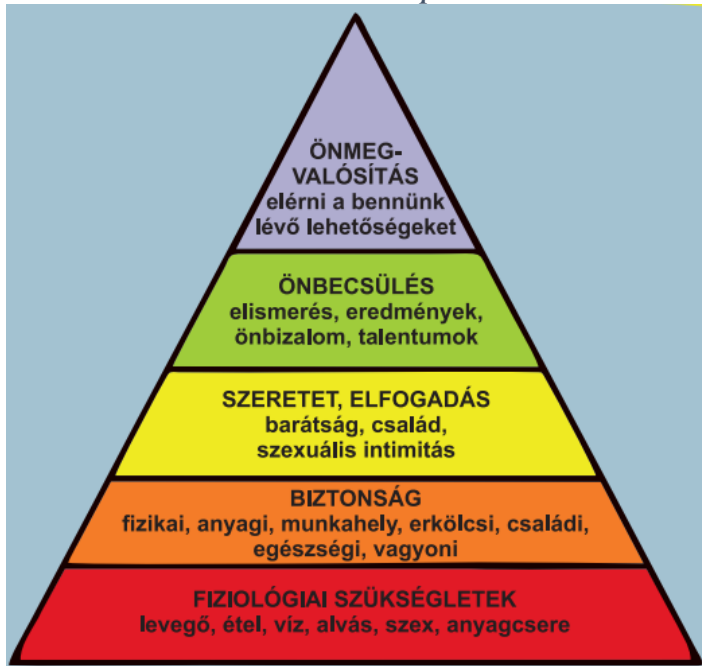 ÖNMEG-
VALÓSÍTÁS
elérni a bennünk
lévő lehetőségeket
ÖNBECSÜLÉS
elismerés, eredmények,
önbizalom, talentumok
SZERETET, ELFOGADÁS
barátság, család,
szexuális intimitás
BIZTONSÁG
fizikai, anyagi, munkahely, erkölcsi, családi,
egészségi, vagyoni
FIZIOLÓGIAI SZÜKSÉGLETEK
levegő, étel, víz, alvás, szex, anyagcsere